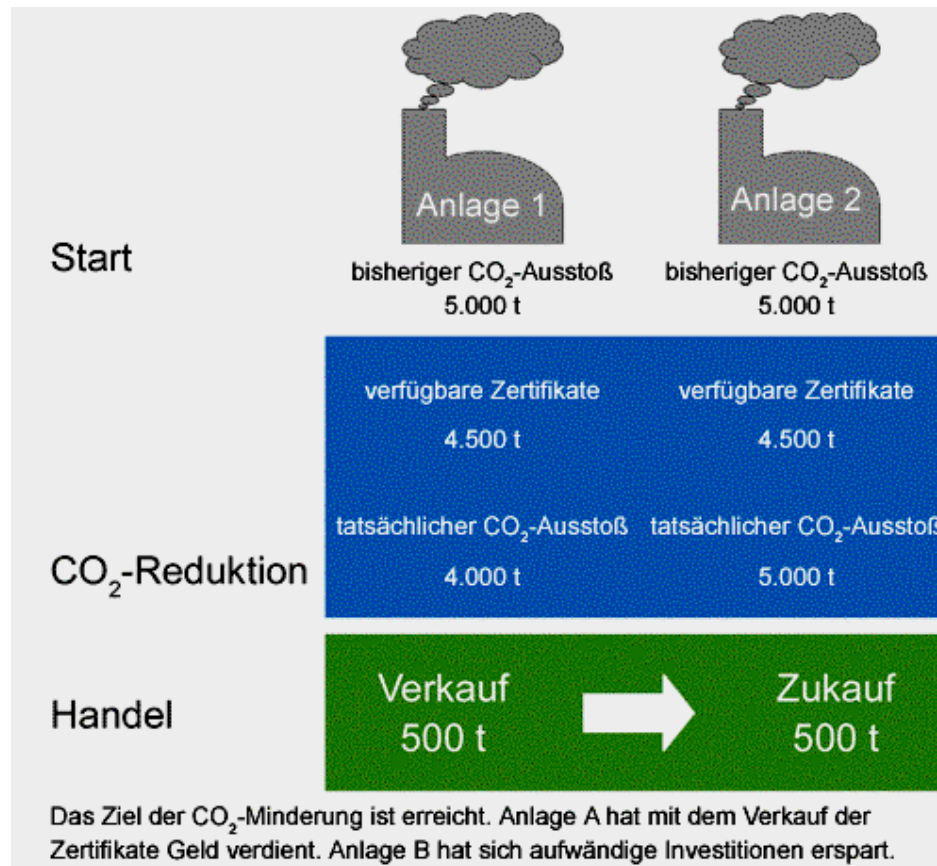 Anlage 1
Anlage 2
Start
bisheriger CO₂-Ausstoß
5.000 t
bisheriger CO₂-Ausstoß
5.000 t
verfügbare Zertifikate
4.500 t
verfügbare Zertifikate
4.500 t
CO₂-Reduktion
tatsächlicher CO₂-Ausstoß
4.000 t
tatsächlicher CO₂-Ausstoß
5.000 t
Handel
Verkauf
500 t
Zukauf
500 t
Das Ziel der CO₂-Minderung ist erreicht. Anlage A hat mit dem Verkauf der
Zertifikate Geld verdient. Anlage B hat sich aufwändige Investitionen erspart.